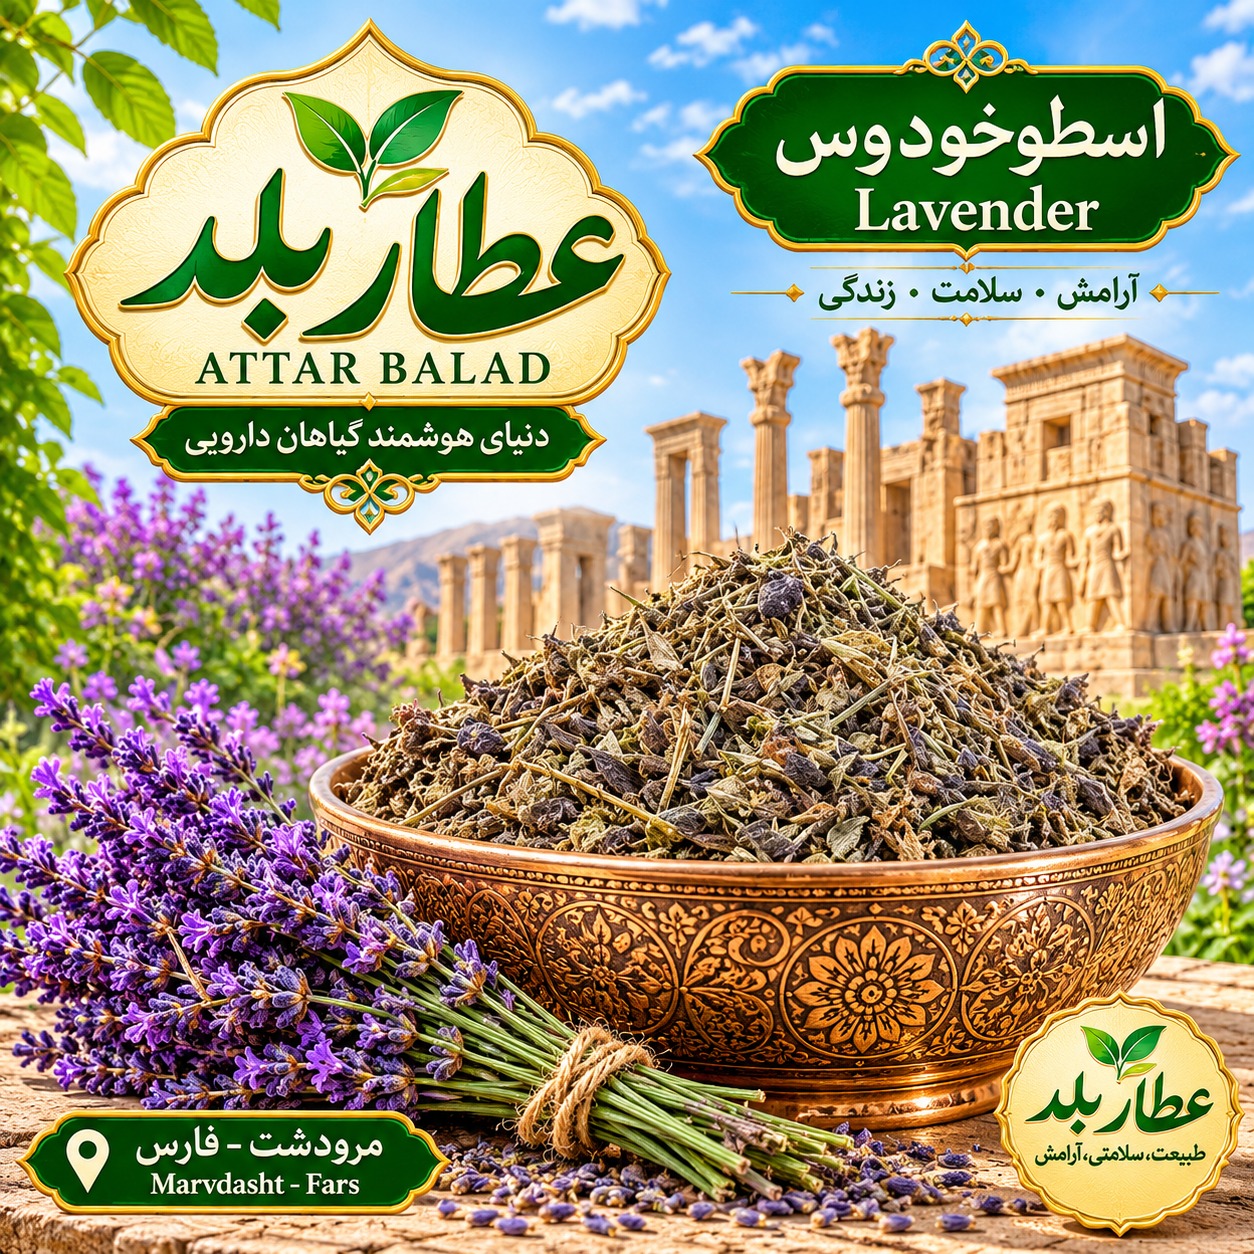 عطار بلد
ATTAR BALAD
دنیای هوشمند گیاهان دارویی
اسطوخودوس
Lavender
آرامش • سلامت • زندگی
مرودشت - فارس
Marvdasht - Fars
عطار بلد
طبیعت، سلامتی، آرامش